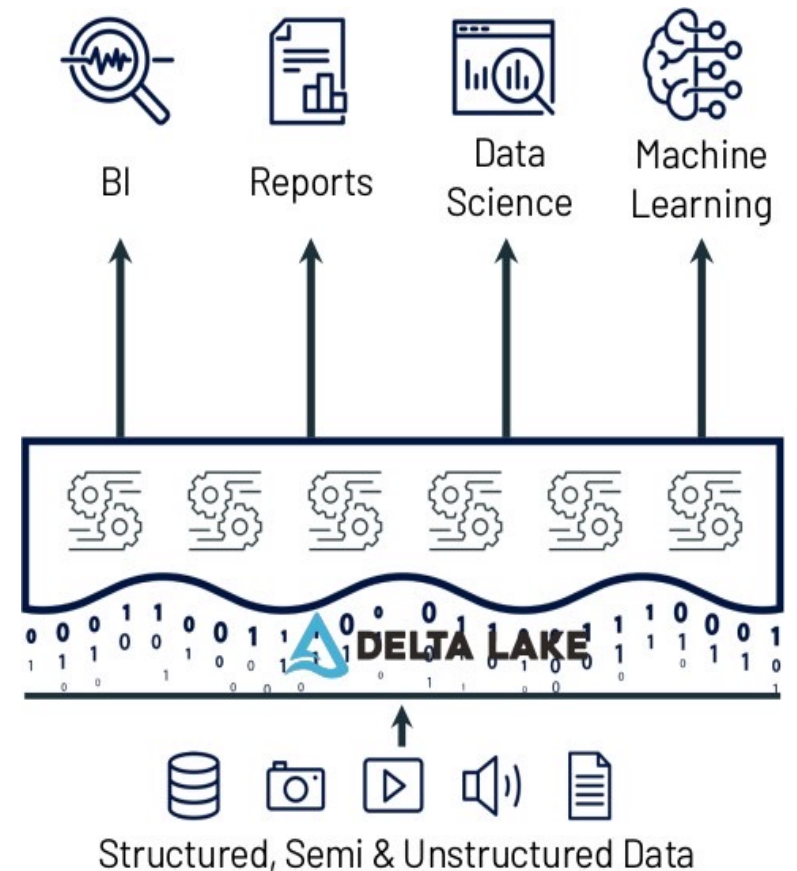 BI
Reports
Data
Science
Machine
Learning
DELTA LAKE
Structured, Semi & Unstructured Data